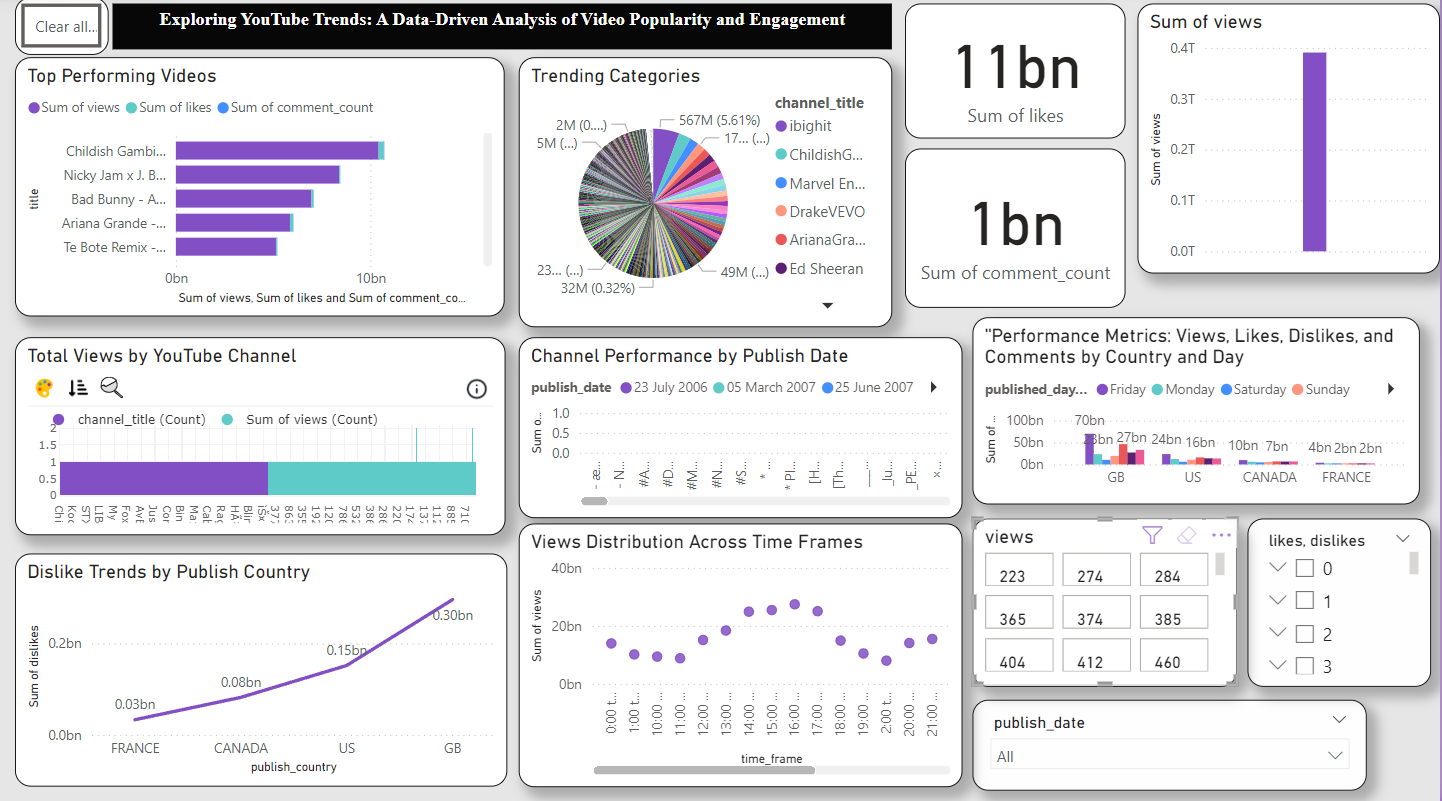 Clear all...
Exploring YouTube Trends: A Data-Driven Analysis of Video Popularity and Engagement
11bn
Sum of likes
1bn
Sum of comment_count
Sum of views
0.4T
0.3T
0.2T
0.1T
0.0T
Sum of views
Top Performing Videos
Sum of views Sum of likes Sum of comment_count
title
Childish Gambi...
Nicky Jam x J. B...
Bad Bunny - A...
Ariana Grande -...
Te Bote Remix -...
0bn 10bn
Sum of views, Sum of likes and Sum of comment_co...
Trending Categories
2M (0....)
5M (...)
23... (...)
32M (0.32%)
49M (...)
17... (...)
567M (5.61%)
channel_title
ibighit
ChildishG...
Marvel En...
DrakeVEVO
ArianaGra...
Ed Sheeran
Total Views by YouTube Channel
channel_title (Count) Sum of views (Count)
2
1.5
1
0.5
0
Channel Performance by Publish Date
publish_date 23 July 2006 05 March 2007 25 June 2007
Sum o...
1.0
0.5
0.0
- æ...
- N...
#A...
#D...
#M...
#N...
#S...
* ...
* Pl...
[H...
[Th...
_Ju...
_PE...
"Performance Metrics: Views, Likes, Dislikes, and
Comments by Country and Day
published_day... Friday Monday Saturday Sunday
Sum of ...
100bn
50bn
0bn
70bn
23bn 27bn 24bn 16bn 10bn 7bn 4bn 2bn 2bn
GB US CANADA FRANCE
Dislike Trends by Publish Country
Sum of dislikes
0.2bn
0.0bn
0.03bn
0.08bn
0.15bn
0.30bn
FRANCE CANADA US GB
publish_country
Views Distribution Across Time Frames
Sum of views
40bn
20bn
0bn
0:00 t...
1:00 t...
10:00 ...
11:00 ...
12:00 ...
13:00 ...
14:00 ...
15:00 ...
16:00 ...
17:00 ...
18:00 ...
19:00 ...
2:00 t...
20:00 ...
21:00 ...
time_frame
views
223 274 284
365 374 385
404 412 460
likes, dislikes
0
1
2
3
publish_date
All